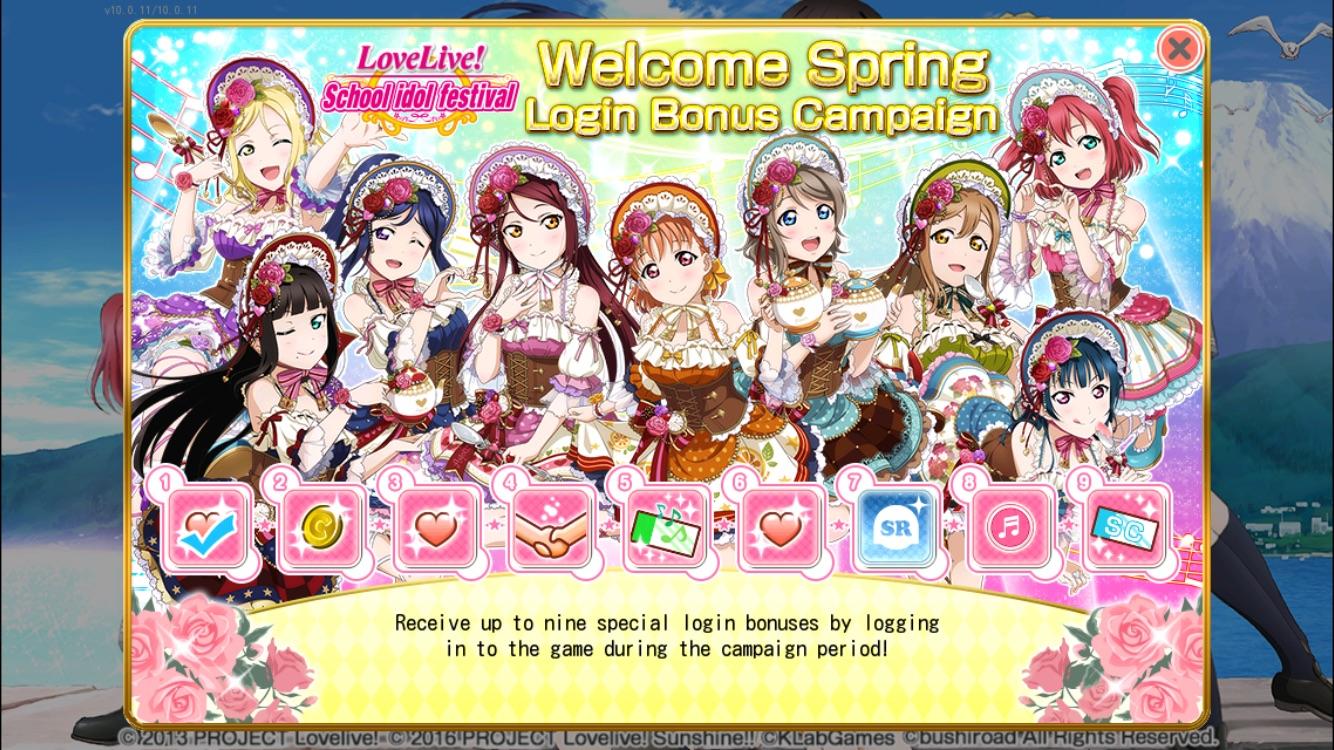 v10.0.11/10.0.11
LoveLive!
School idol festival
Welcome Spring
Login Bonus Campaign
1 2 3 4 5 6 7 8 9
C
SR
SC
Receive up to nine special login bonuses by logging
in to the game during the campaign period!
©2013 PROJECT Lovelive! © 2016 PROJECT Lovelive! Sunshine!! ©KLabGames ©bushiroad All Rights Reserved.